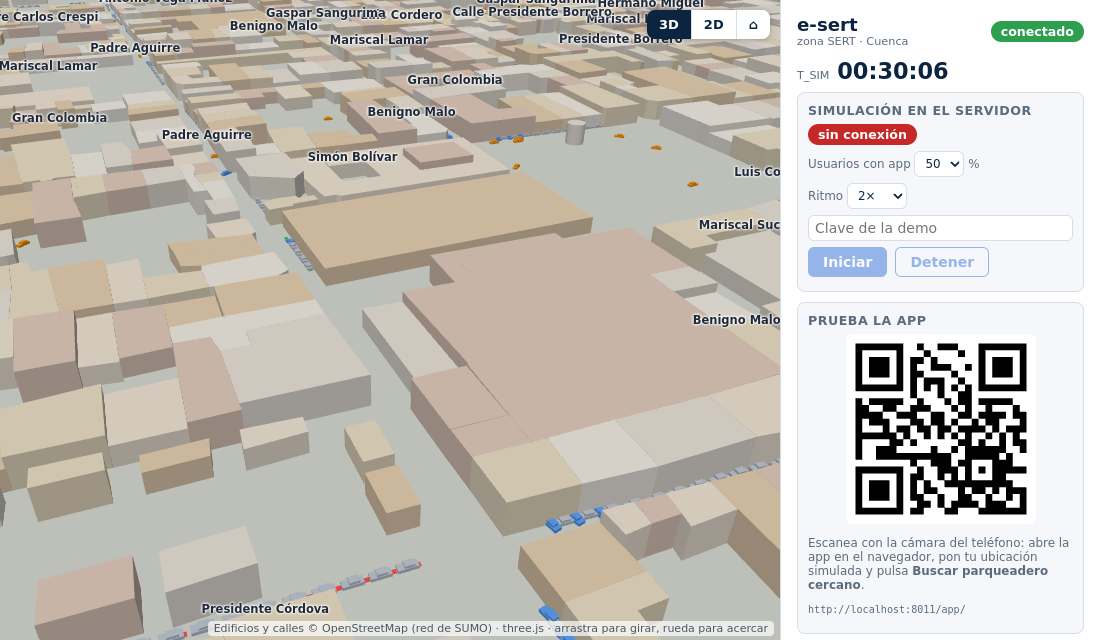 Gaspar Sangurima
Cordero
Calle Presidente Borrero
Hermano Miguel
re Carlos Crespi
Benigno Malo
Mariscal
Padre Aguirre
Mariscal Lamar
Presidente Borrero
Mariscal Lamar
Gran Colombia
Benigno Malo
Gran Colombia
Padre Aguirre
Simón Bolívar
Luis Co
Mariscal Suc
Benigno Malo
Presidente Córdova
3D
2D
⌂
Edificios y calles © OpenStreetMap (red de SUMO) · three.js · arrastra para girar, rueda para acercar
e-sert
zona SERT · Cuenca
conectado
T_SIM 00:30:06
SIMULACIÓN EN EL SERVIDOR
sin conexión
Usuarios con app 50 %
Ritmo 2×
Clave de la demo
Iniciar
Detener
PRUEBA LA APP
Escanea con la cámara del teléfono: abre la
app en el navegador, pon tu ubicación
simulada y pulsa Buscar parqueadero
cercano.
http://localhost:8011/app/